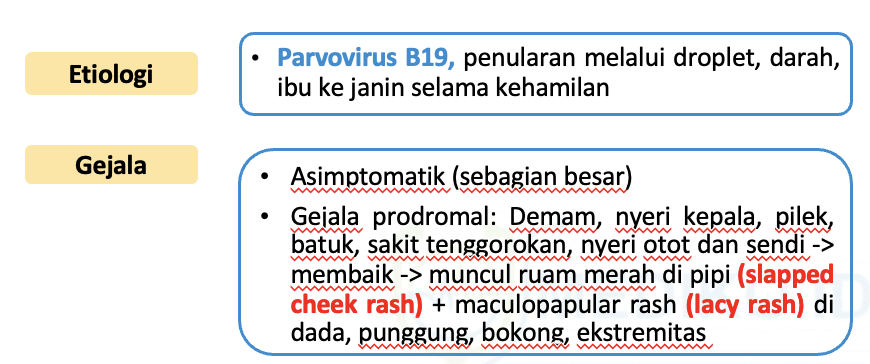 Etiologi
• Parvovirus B19, penularan melalui droplet, darah,
ibu ke janin selama kehamilan
Gejala
• Asimptomatik (sebagian besar)
• Gejala prodromal: Demam, nyeri kepala, pilek,
batuk, sakit tenggorokan, nyeri otot dan sendi ->
membaik -> muncul ruam merah di pipi (slapped
cheek rash) + maculopapular rash (lacy rash) di
dada, punggung, bokong, ekstremitas